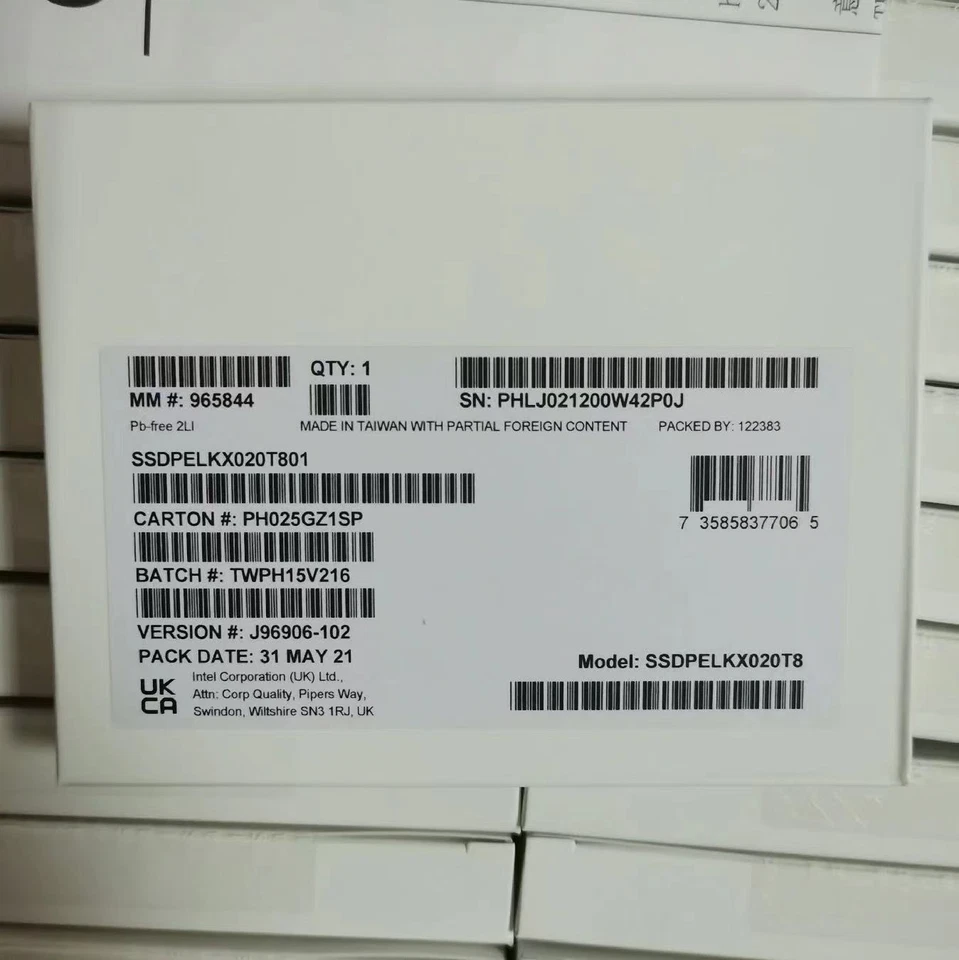 QTY: 1
MM #: 965844
SN: PHLJ021200W42P0J
Pb-free 2LI
MADE IN TAIWAN WITH PARTIAL FOREIGN CONTENT
PACKED BY: 122383
SSDPELKX020T801
CARTON #: PH025GZ1SP
7 3585837706 5
BATCH #: TWPH15V216
VERSION #: J96906-102
PACK DATE: 31 MAY 21
Model: SSDPELKX020T8
UK
CA
Intel Corporation (UK) Ltd.,
Attn: Corp Quality, Pipers Way,
Swindon, Wiltshire SN3 1RJ, UK